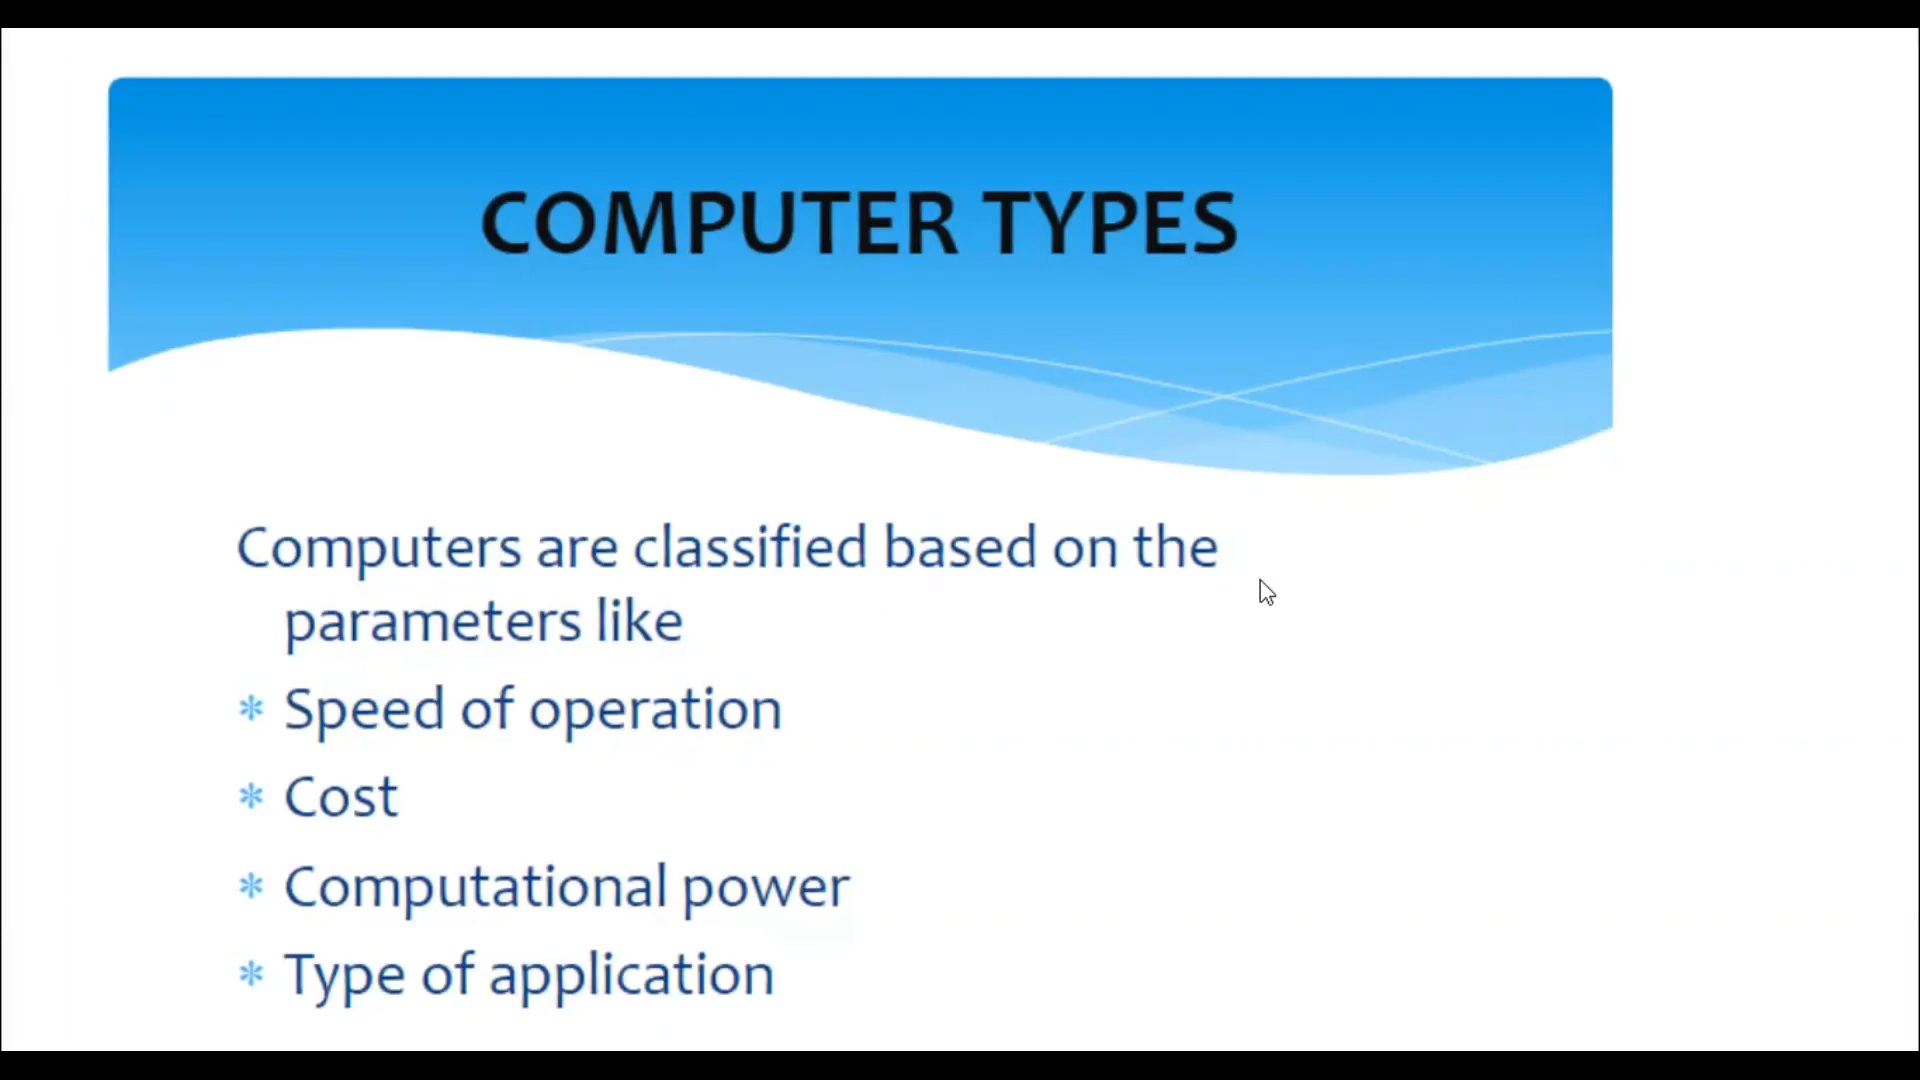 COMPUTER TYPES
Computers are classified based on the
parameters like
* Speed of operation
* Cost
* Computational power
* Type of application